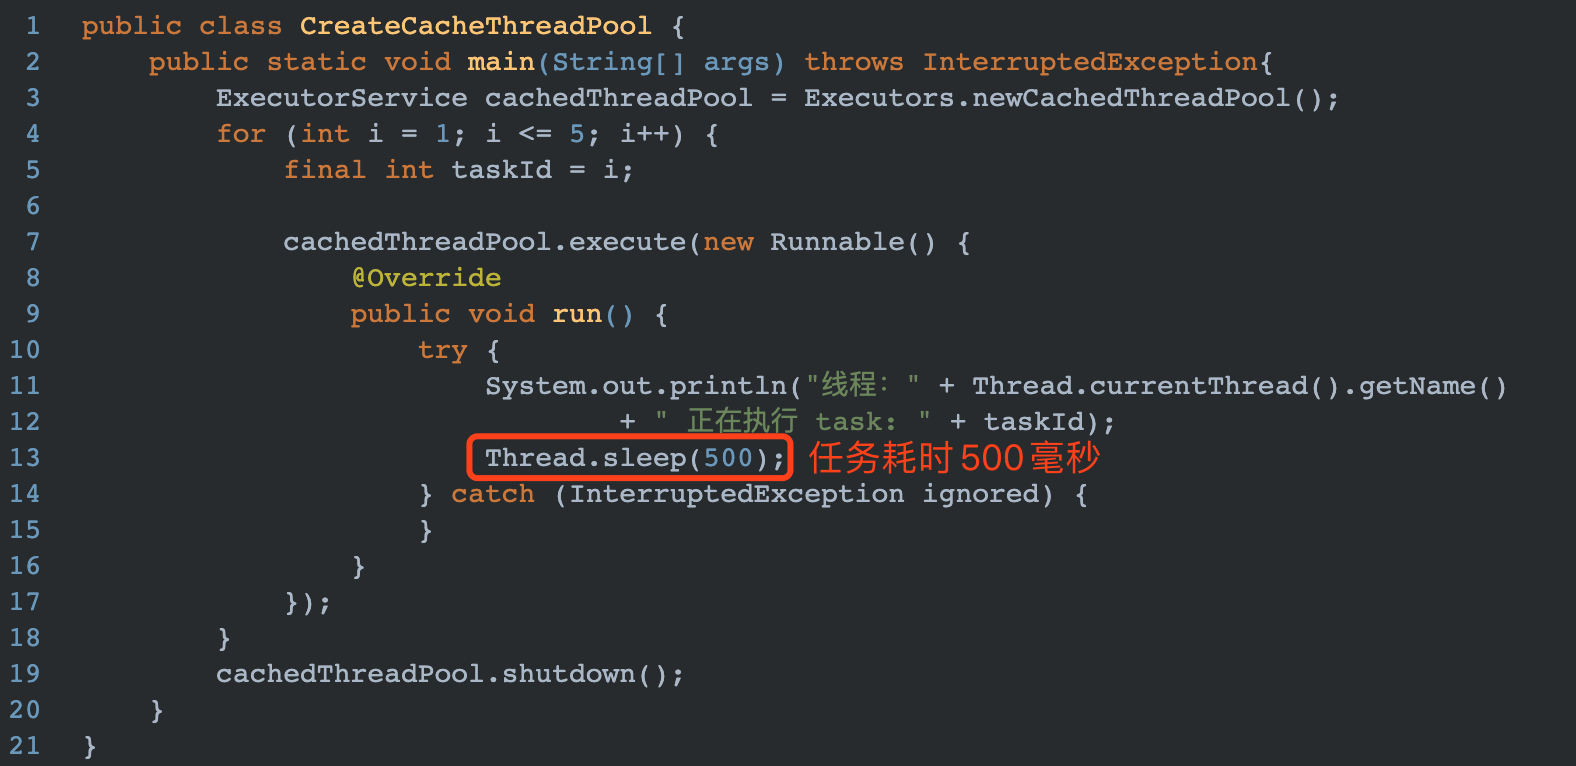 1 public class CreateCacheThreadPool {
2 public static void main(String[] args) throws InterruptedException{
3 ExecutorService cachedThreadPool = Executors.newCachedThreadPool();
4 for (int i = 1; i <= 5; i++) {
5 final int taskId = i;
6
7 cachedThreadPool.execute(new Runnable() {
8 @Override
9 public void run() {
10 try {
11 System.out.println("线程: " + Thread.currentThread().getName()
12 + " 正在执行 task: " + taskId);
13 Thread.sleep(500); 任务耗时500毫秒
14 } catch (InterruptedException ignored) {
15 }
16 }
17 });
18 }
19 cachedThreadPool.shutdown();
20 }
21 }